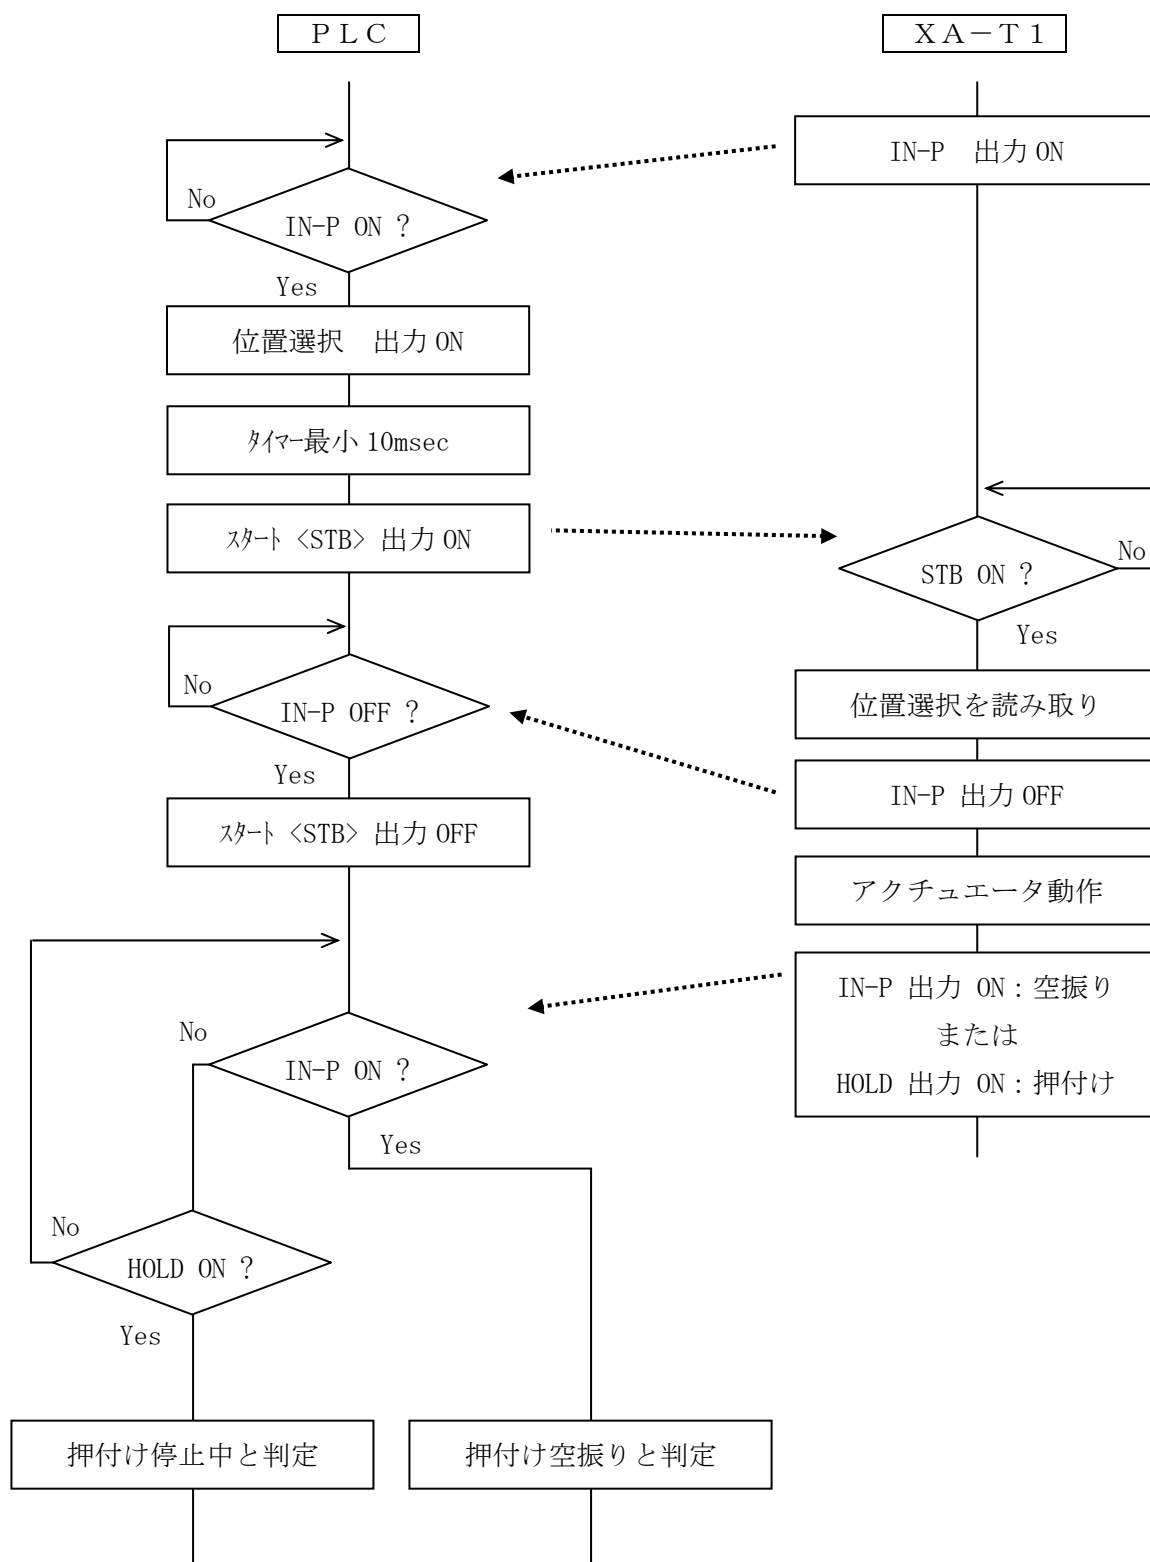 ＰＬＣ
IN-P ON ？
No
Yes
位置選択　出力 ON
ﾀｲﾏｰ最小 10msec
ｽﾀｰﾄ <STB> 出力 ON
No
IN-P OFF ？
Yes
ｽﾀｰﾄ <STB> 出力 OFF
No
IN-P ON ？
Yes
No
HOLD ON ？
Yes
押付け停止中と判定
押付け空振りと判定
ＸＡ－Ｔ１
IN-P　出力 ON
STB ON ？
No
Yes
位置選択を読み取り
IN-P 出力 OFF
アクチュエータ動作
IN-P 出力 ON：空振り
または
HOLD 出力 ON：押付け